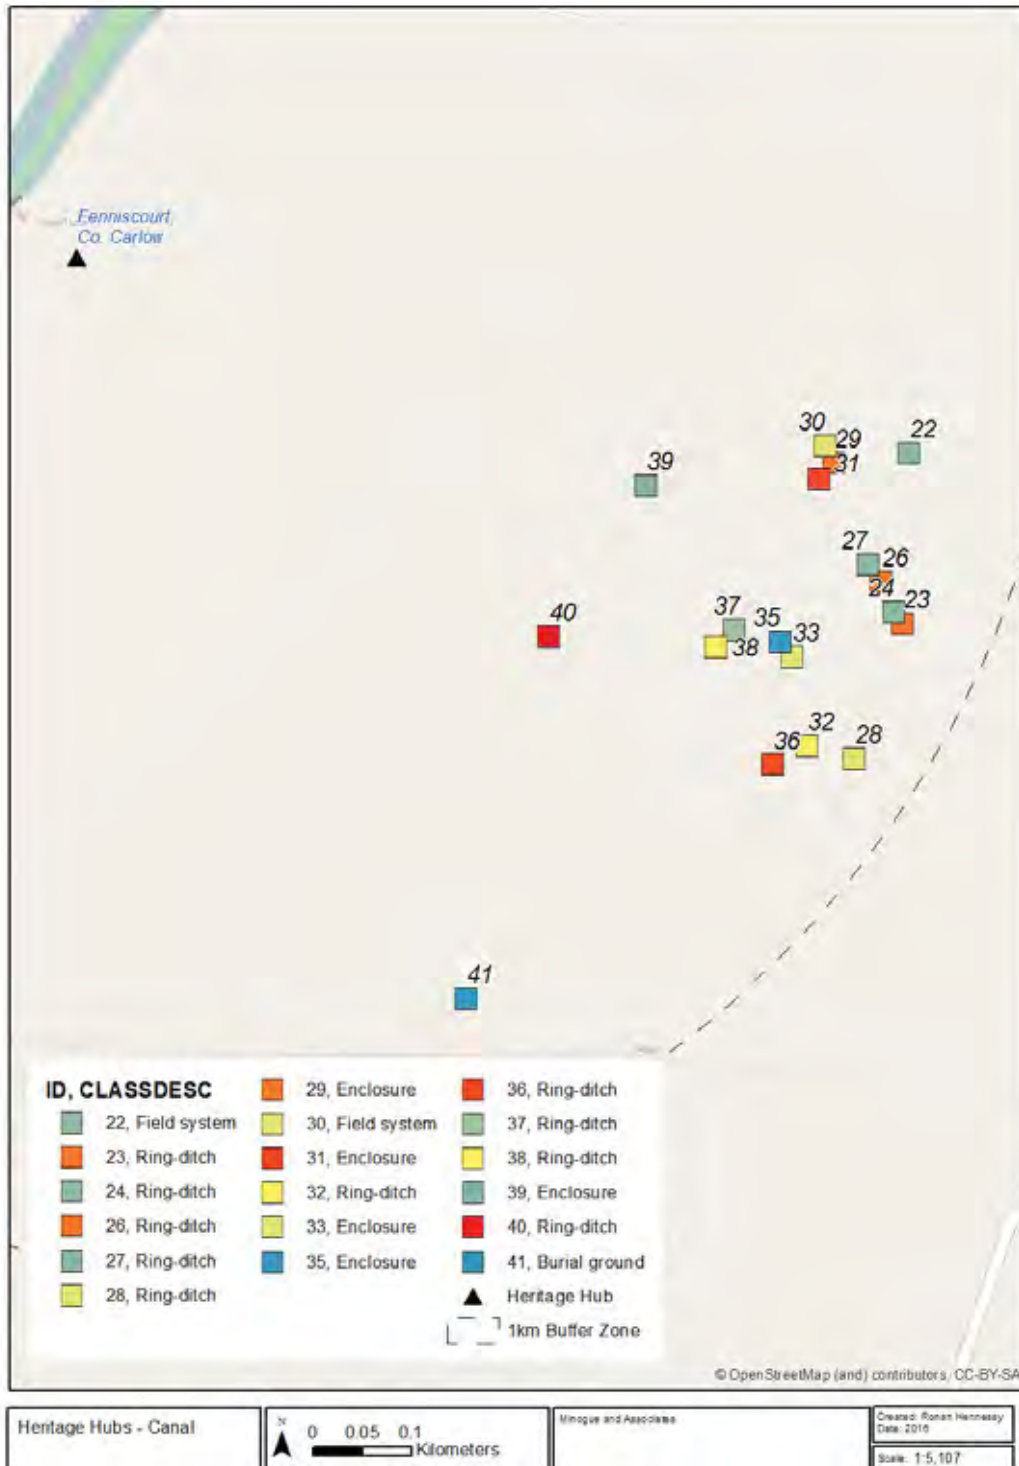 Fenniscourt,
Co. Carlow
30
29
22
31
39
27
26
24
23
40
37
35
33
38
32
28
36
41
ID, CLASSDESC
22, Field system
23, Ring-ditch
24, Ring-ditch
26, Ring-ditch
27, Ring-ditch
28, Ring-ditch
29, Enclosure
30, Field system
31, Enclosure
32, Ring-ditch
33, Enclosure
35, Enclosure
36, Ring-ditch
37, Ring-ditch
38, Ring-ditch
39, Enclosure
40, Ring-ditch
41, Burial ground
Heritage Hub
1km Buffer Zone
© OpenStreetMap (and) contributors, CC-BY-SA
Heritage Hubs - Canal
N
0 0.05 0.1
Kilometers
Minogue and Associates
Created: Ronan Hennessy
Date: 2016
Scale: 1:5,107